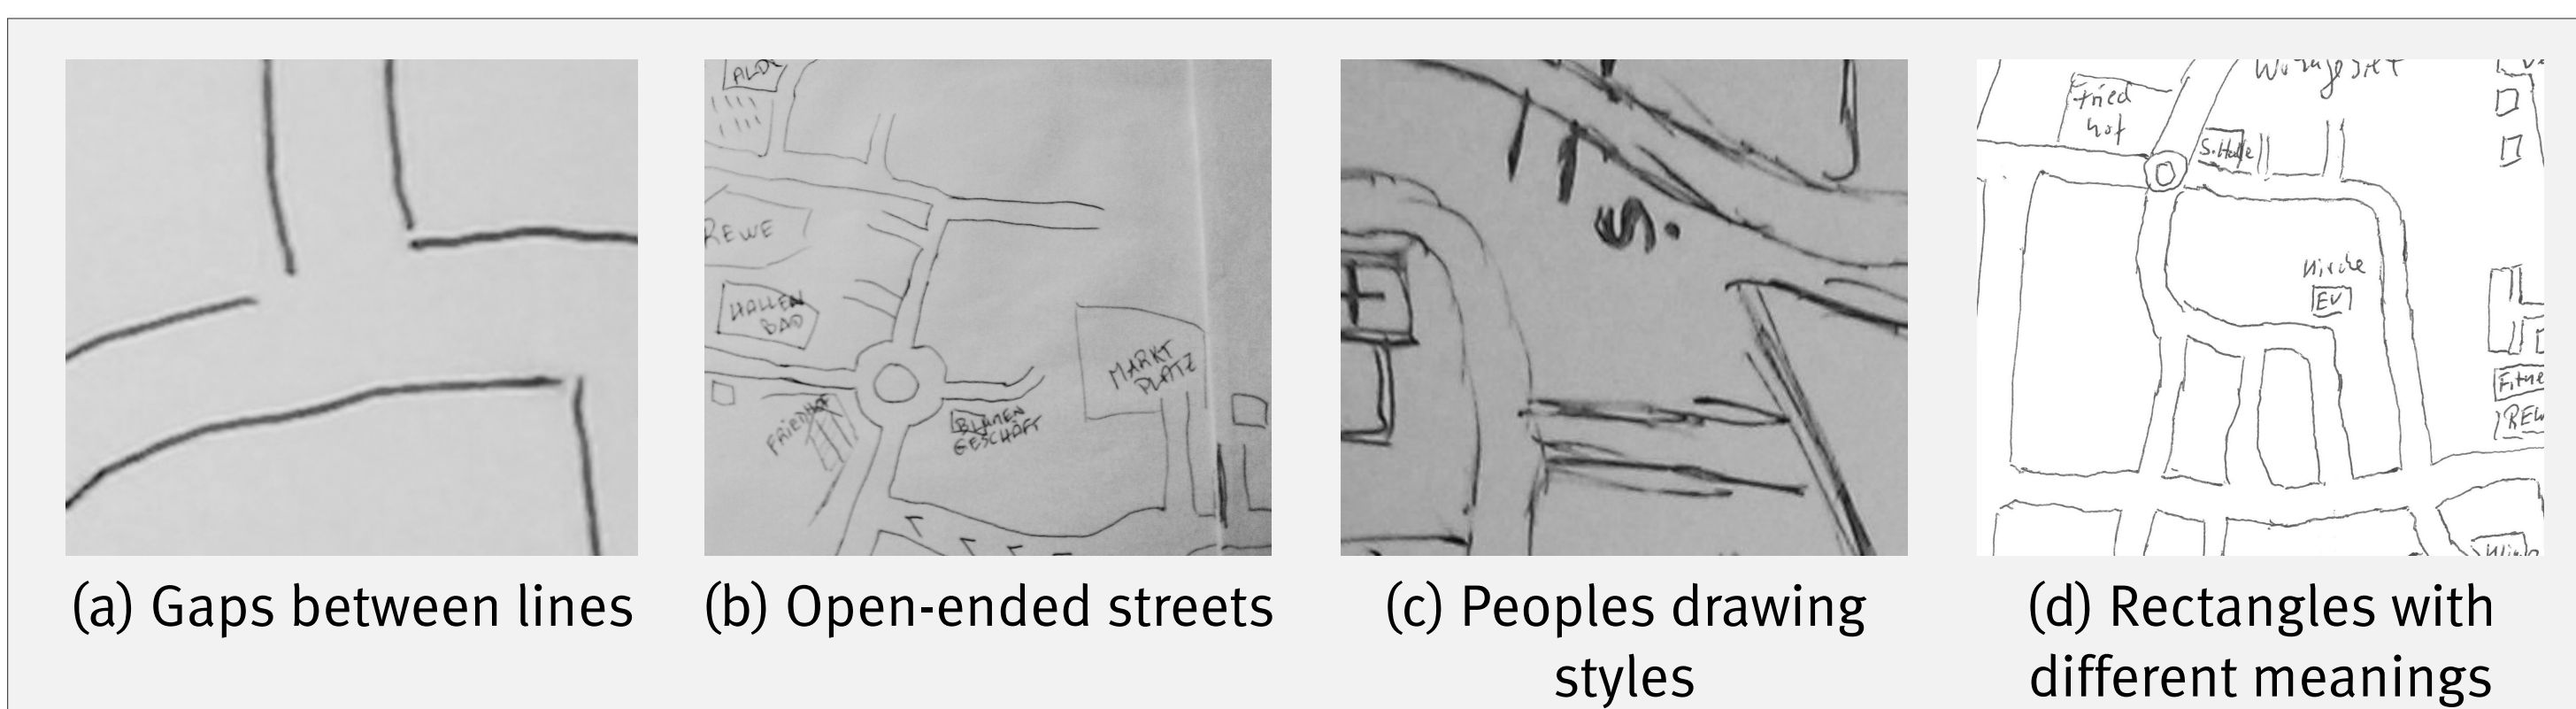 ALDI
REWE
HALLEN
BAD
FRIEDHOF
BLUMEN
GESCHÄFT
MARKT
PLATZ
S.
Fried
hof
S.Halle
Kirche
EV
Fitne
REW
(a) Gaps between lines
(b) Open-ended streets
(c) Peoples drawing
styles
(d) Rectangles with
different meanings